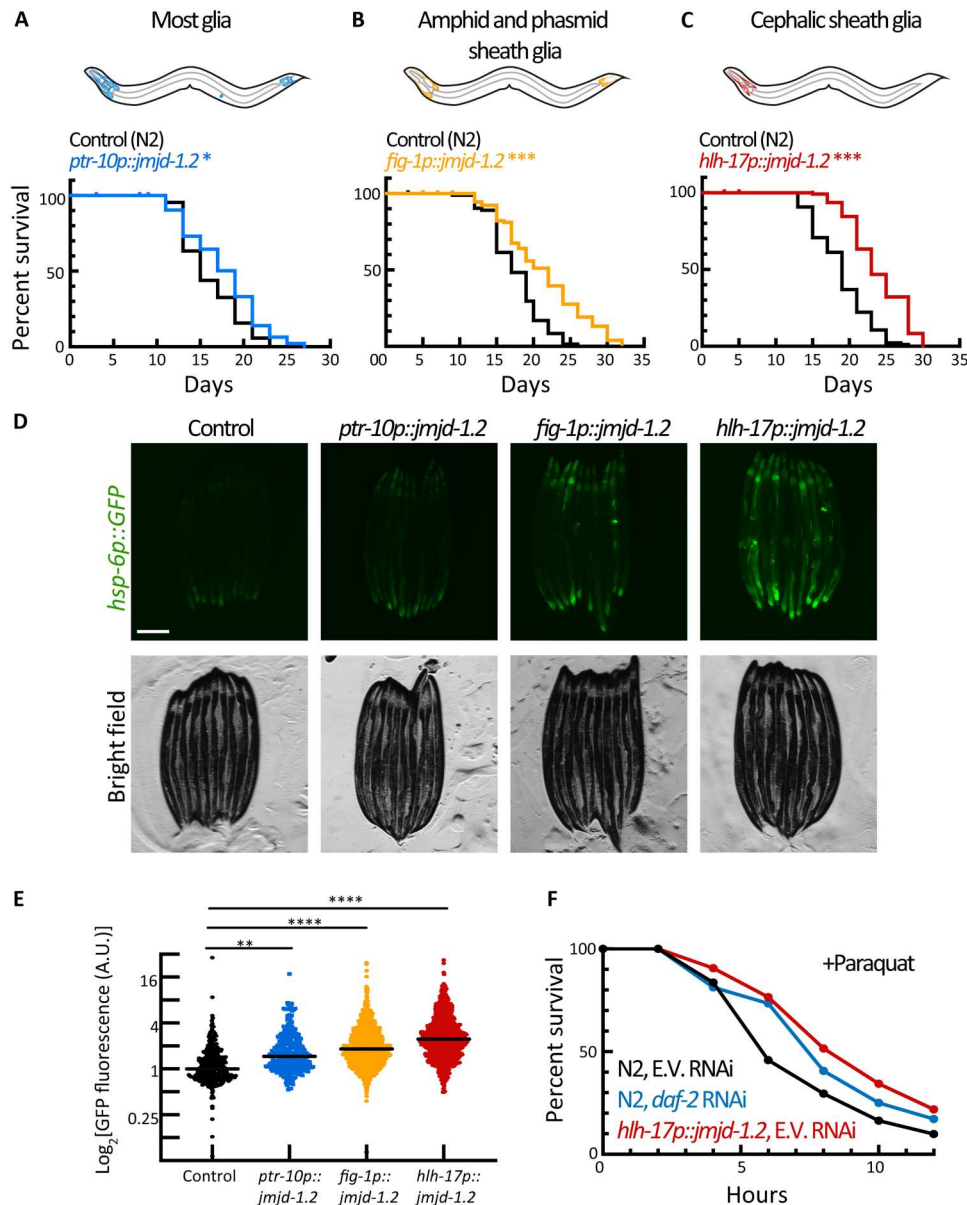 A
Most glia
Control (N2)
ptr-10p::jmjd-1.2 *
Percent survival
100
50
0
5
10
15
20
25
30
Days
B
Amphid and phasmid
sheath glia
Control (N2)
fig-1p::jmjd-1.2 ***
100
50
00
5
10
15
20
25
30
35
Days
C
Cephalic sheath glia
Control (N2)
hlh-17p::jmjd-1.2 ***
100
50
0
0
5
10
15
20
25
30
35
Days
D
Control
ptr-10p::jmjd-1.2
fig-1p::jmjd-1.2
hlh-17p::jmjd-1.2
hsp-6p::GFP
Bright field
E
Log2[GFP fluorescence (A.U.)]
16
4
1
0.25
**
****
****
Control
ptr-10p::
jmjd-1.2
fig-1p::
jmjd-1.2
hlh-17p::
jmjd-1.2
F
Percent survival
100
50
0
0
5
10
Hours
+Paraquat
N2, E.V. RNAi
N2, daf-2 RNAi
hlh-17p::jmjd-1.2, E.V. RNAi